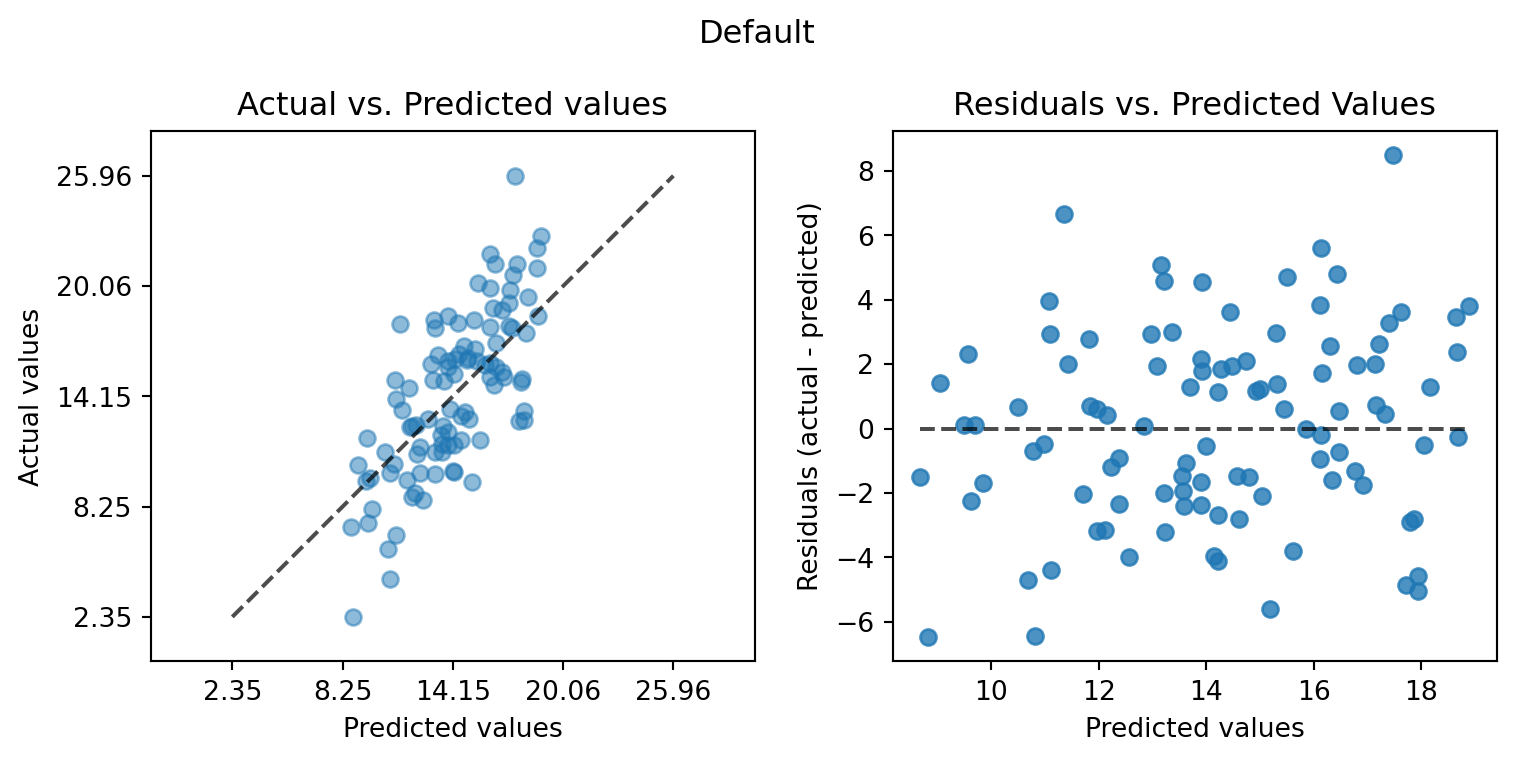 Default
Actual vs. Predicted values
Actual values
25.96
20.06
14.15
8.25
2.35
2.35 8.25 14.15 20.06 25.96
Predicted values
Residuals vs. Predicted Values
Residuals (actual - predicted)
8
6
4
2
0
−2
−4
−6
10 12 14 16 18
Predicted values